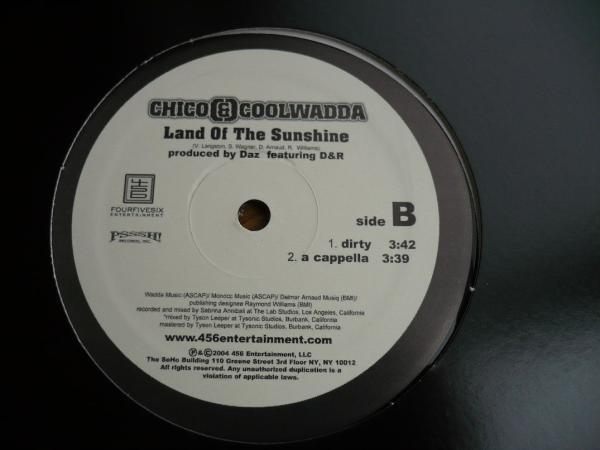 CHICO & COOLWADDA
Land Of The Sunshine
(V. Langston, S. Wagner, D. Arnaud, R. Williams)
produced by Daz featuring D&R
FOURFIVESIX
ENTERTAINMENT
PSSSSH!
RECORDS, INC.
side B
1. dirty 3:42
2. a cappella 3:39
Wadda Music (ASCAP)/ Monocc Music (ASCAP)/ Delmar Arnaud Musiq (BMI)/
publishing designee Raymond Williams (BMI)
recorded and mixed by Sabrina Annibali at The Lab Studios, Los Angeles, California
*mixed by Tyson Leeper at Tysonic Studios, Burbank, California
mastered by Tyson Leeper at Tysonic Studios, Burbank, California
www.456entertainment.com
℗&©2004 456 Entertainment, LLC
The SoHo Building 110 Greene Street 3rd Floor NY, NY 10012
All rights reserved. Any unauthorized duplication is a
violation of applicable laws.